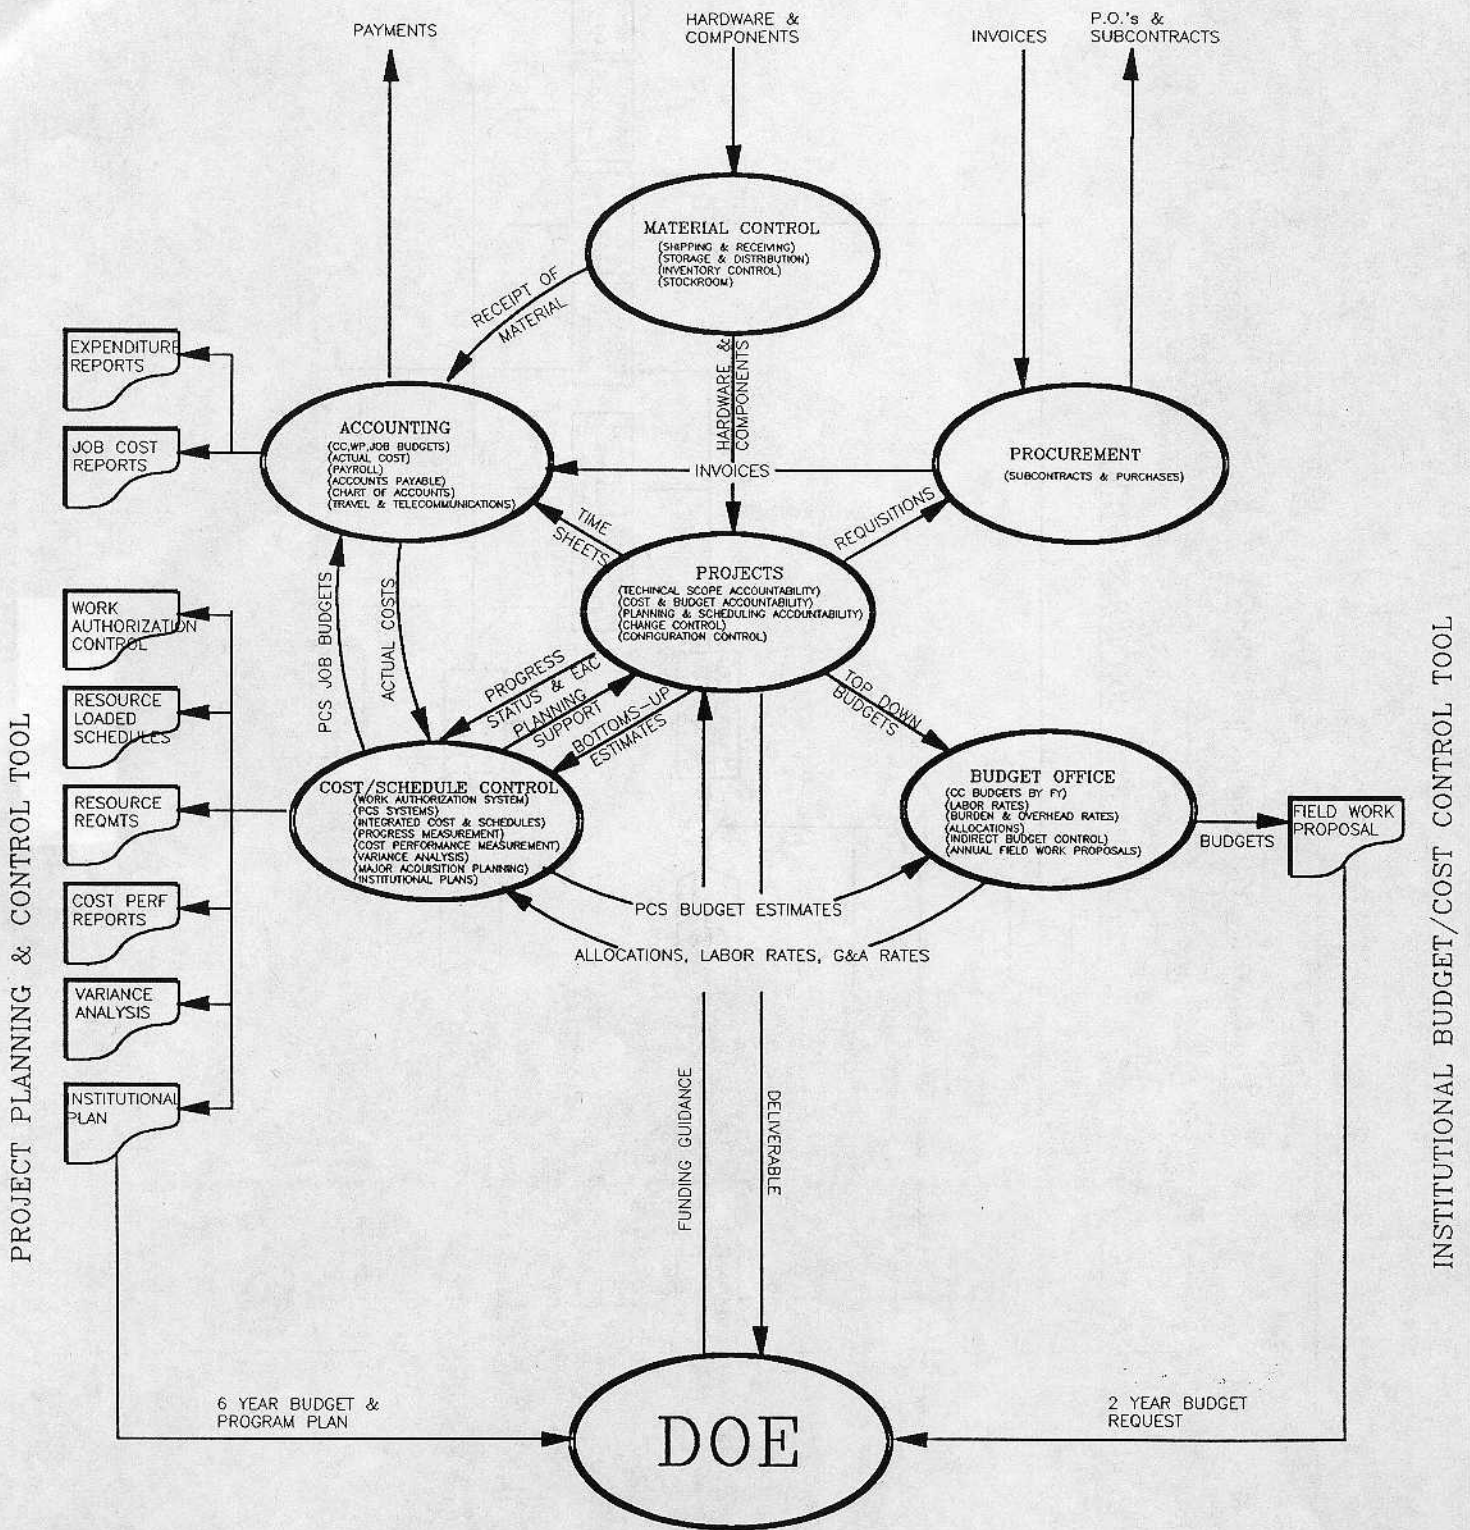 PAYMENTS
HARDWARE &
COMPONENTS
INVOICES
P.O.'s &
SUBCONTRACTS
MATERIAL CONTROL
(SHIPPING & RECEIVING)
(STORAGE & DISTRIBUTION)
(INVENTORY CONTROL)
(STOCKROOM)
RECEIPT OF
MATERIAL
HARDWARE &
COMPONENTS
EXPENDITURE
REPORTS
JOB COST
REPORTS
ACCOUNTING
(CC,WP,JOB BUDGETS)
(ACTUAL COST)
(PAYROLL)
(ACCOUNTS PAYABLE)
(CHART OF ACCOUNTS)
(TRAVEL & TELECOMMUNICATIONS)
INVOICES
PROCUREMENT
(SUBCONTRACTS & PURCHASES)
TIME
SHEETS
REQUISITIONS
PROJECTS
(TECHINCAL SCOPE ACCOUNTABILITY)
(COST & BUDGET ACCOUNTABILITY)
(PLANNING & SCHEDULING ACCOUNTABILITY)
(CHANGE CONTROL)
(CONFIGURATION CONTROL)
PCS JOB BUDGETS
ACTUAL COSTS
PROGRESS
STATUS & EAC
PLANNING
SUPPORT
BOTTOMS-UP
ESTIMATES
TOP DOWN
BUDGETS
WORK
AUTHORIZATION
CONTROL
RESOURCE
LOADED
SCHEDULES
RESOURCE
REQMTS
COST PERF
REPORTS
VARIANCE
ANALYSIS
INSTITUTIONAL
PLAN
COST/SCHEDULE CONTROL
(WORK AUTHORIZATION SYSTEM)
(PCS SYSTEMS)
(INTEGRATED COST & SCHEDULES)
(PROGRESS MEASUREMENT)
(COST PERFORMANCE MEASUREMENT)
(VARIANCE ANALYSIS)
(MAJOR ACQUISITION PLANNING)
(INSTITUTIONAL PLANS)
BUDGET OFFICE
(CC BUDGETS BY FY)
(LABOR RATES)
(BURDEN & OVERHEAD RATES)
(ALLOCATIONS)
(INDIRECT BUDGET CONTROL)
(ANNUAL FIELD WORK PROPOSALS)
BUDGETS
FIELD WORK
PROPOSAL
PCS BUDGET ESTIMATES
ALLOCATIONS, LABOR RATES, G&A RATES
FUNDING GUIDANCE
DELIVERABLE
6 YEAR BUDGET &
PROGRAM PLAN
2 YEAR BUDGET
REQUEST
DOE
PROJECT PLANNING & CONTROL TOOL
INSTITUTIONAL BUDGET/COST CONTROL TOOL